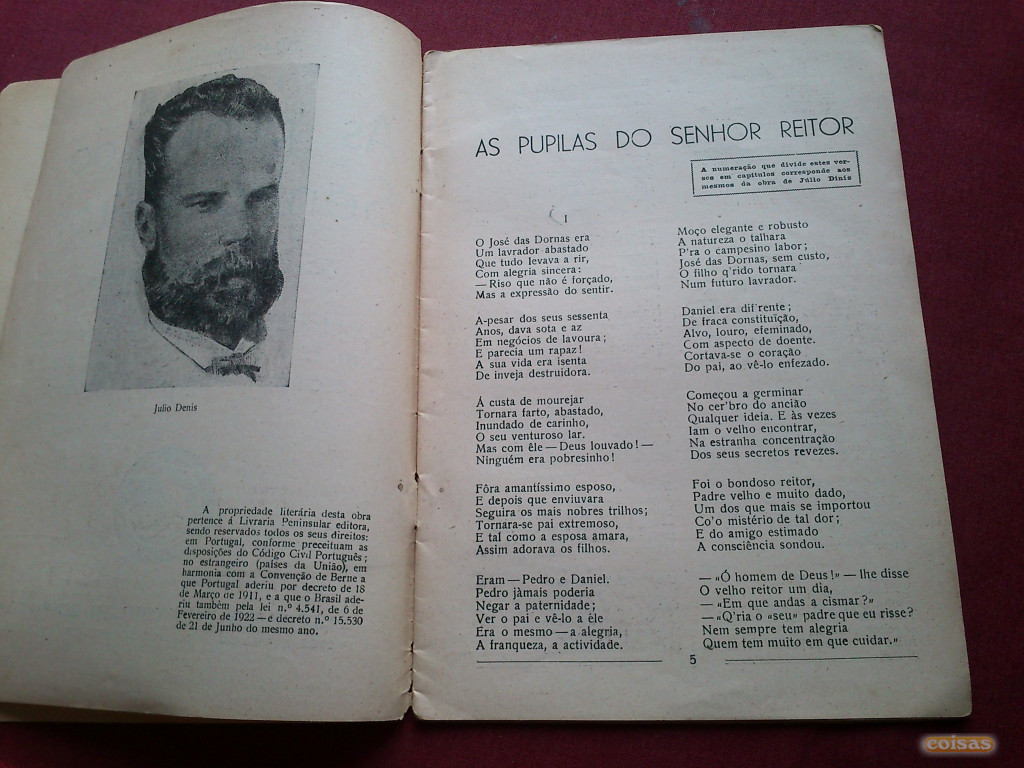 Julio Denis
A propriedade literária desta obra
pertence á Livraria Peninsular editora,
sendo reservados todos os seus direitos:
em Portugal, conforme preceituam as
disposições do Código Civil Português;
no estrangeiro (países da União), em
harmonia com a Convenção de Berne a
que Portugal aderiu por decreto de 18
de Março de 1911, e a que o Brasil ade-
riu também pela lei n.º 4.541, de 6 de
Fevereiro de 1922 — e decreto n.º 15.530
de 21 de Junho do mesmo ano.
AS PUPILAS DO SENHOR REITOR
A numeração que divide estes ver-
sos em capítulos corresponde aos
mesmos da obra de Júlio Dinis
I
O José das Dornas era
Um lavrador abastado
Que tudo levava a rir,
Com alegria sincera:
— Riso que não é forçado,
Mas a expressão do sentir.
A-pesar dos seus sessenta
Anos, dava sota e az
Em negócios de lavoura;
E parecia um rapaz!
A sua vida era isenta
De inveja destruidora.
Á custa de mourejar
Tornara farto, abastado,
Inundado de carinho,
O seu venturoso lar.
Mas com êle — Deus louvado! —
Ninguém era pobresinho!
Fôra amantíssimo esposo,
E depois que enviuvara
Seguira os mais nobres trilhos;
Tornara-se pai extremoso,
E tal como a esposa amara,
Assim adorava os filhos.
Eram — Pedro e Daniel.
Pedro jàmais poderia
Negar a paternidade;
Ver o pai e vê-lo a êle
Era o mesmo — a alegria,
A franqueza, a actividade.
Moço elegante e robusto
A natureza o talhara
P'ra o campesino labor;
José das Dornas, sem custo,
O filho q'rido tornara
Num futuro lavrador.
Daniel era dif'rente;
De fraca constituição,
Alvo, louro, efeminado,
Com aspecto de doente.
Cortava-se o coração
Do pai, ao vê-lo enfezado.
Começou a germinar
No cer'bro do ancião
Qualquer ideia. E às vezes
Iam o velho encontrar,
Na estranha concentração
Dos seus secretos revezes.
Foi o bondoso reitor,
Padre velho e muito dado,
Um dos que mais se importou
Co'o mistério de tal dor;
E do amigo estimado
A consciência sondou.
— «Ó homem de Deus!» — lhe disse
O velho reitor um dia,
— «Em que andas a cismar?»
— «Q'ria o «seu» padre que eu risse?
Nem sempre tem alegria
Quem tem muito em que cuidar.»
5
coisas